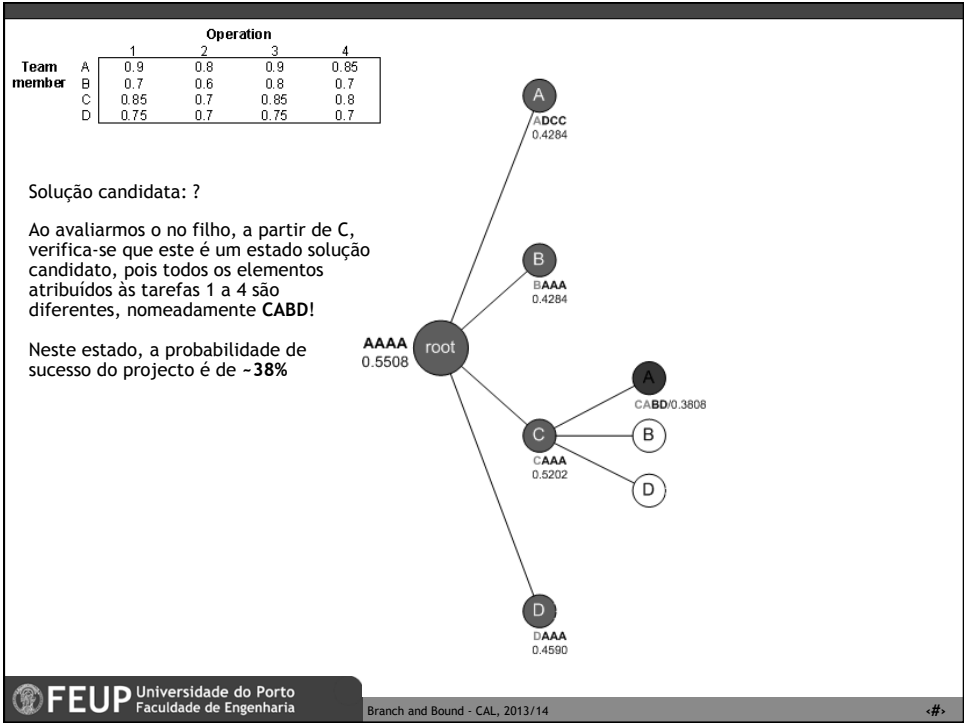 Operation
1 2 3 4
Team member
A 0.9 0.8 0.9 0.85
B 0.7 0.6 0.8 0.7
C 0.85 0.7 0.85 0.8
D 0.75 0.7 0.75 0.7
Solução candidata: ?
Ao avaliarmos o no filho, a partir de C,
verifica-se que este é um estado solução
candidato, pois todos os elementos
atribuídos às tarefas 1 a 4 são
diferentes, nomeadamente CABD!
Neste estado, a probabilidade de
sucesso do projecto é de ~38%
A
ADCC
0.4284
B
BAAA
0.4284
AAAA
0.5508
root
A
CABD/0.3808
B
D
C
CAAA
0.5202
D
DAAA
0.4590
FEUP
Universidade do Porto
Faculdade de Engenharia
Branch and Bound - CAL, 2013/14
‹#›